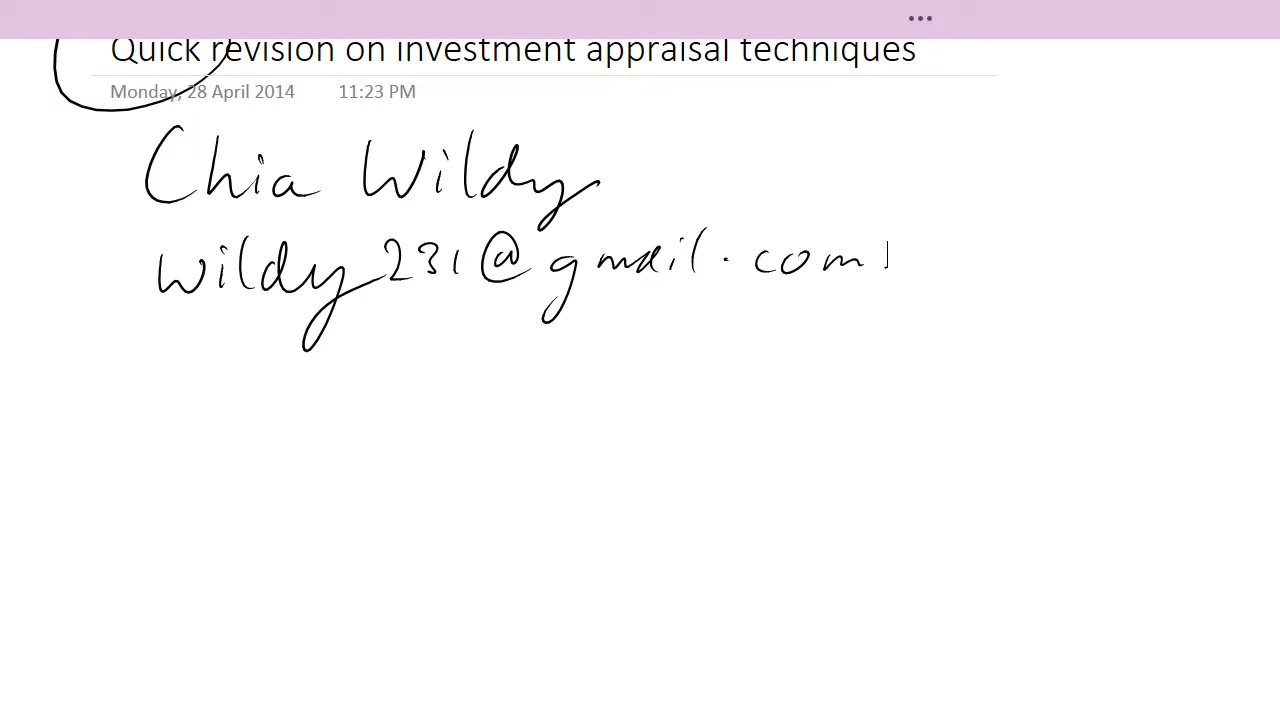 Quick revision on investment appraisal techniques
Monday, 28 April 2014 11:23 PM
Chia Wildy
wildy231@gmail.com